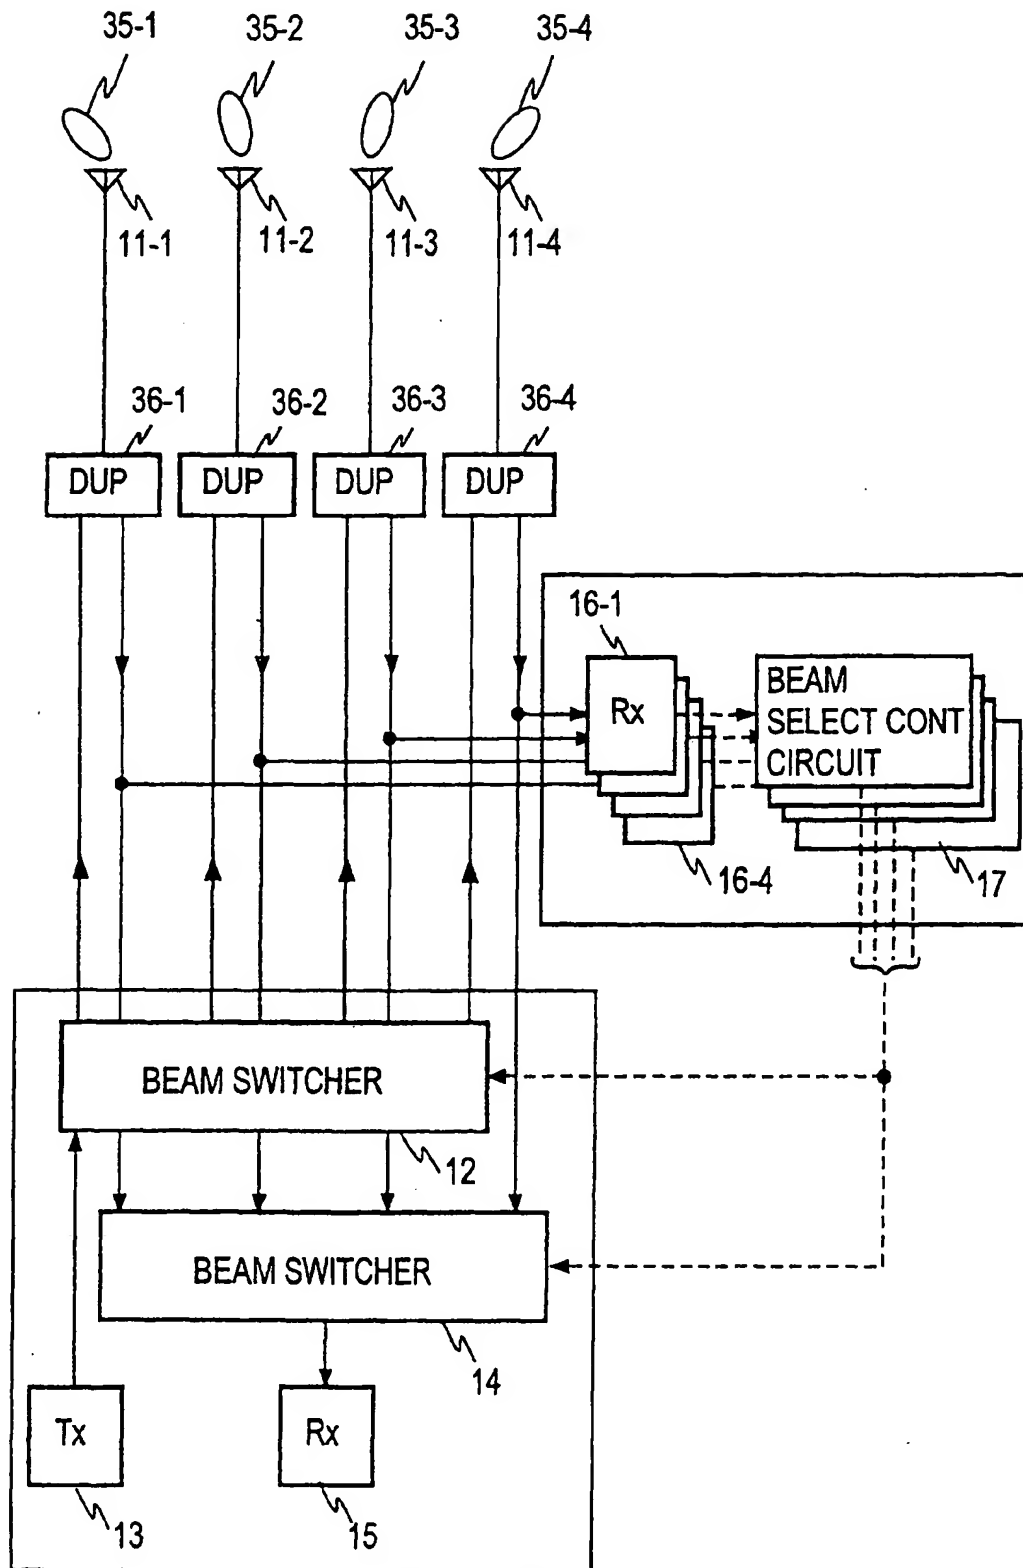 35-1 35-2 35-3 35-4
11-1 11-2 11-3 11-4
36-1 36-2 36-3 36-4
DUP DUP DUP DUP
16-1
Rx
BEAM
SELECT CONT
CIRCUIT
16-4
17
BEAM SWITCHER
12
BEAM SWITCHER
14
Tx
Rx
13
15